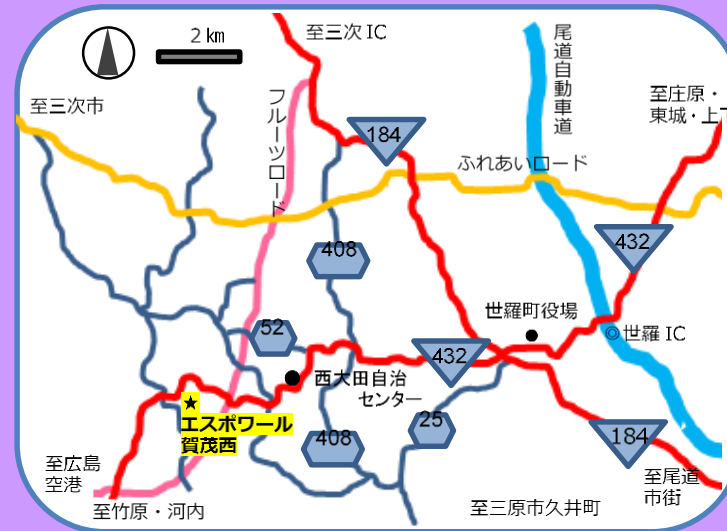 2 km
至三次 IC
尾道自動車道
至三次市
至庄原・
東城・上下
フルーツロード
184
ふれあいロード
408
432
52
世羅町役場
世羅 IC
432
西大田自治
センター
エスポワール
賀茂西
25
408
184
至広島
空港
至尾道
市街
至竹原・河内
至三原市久井町